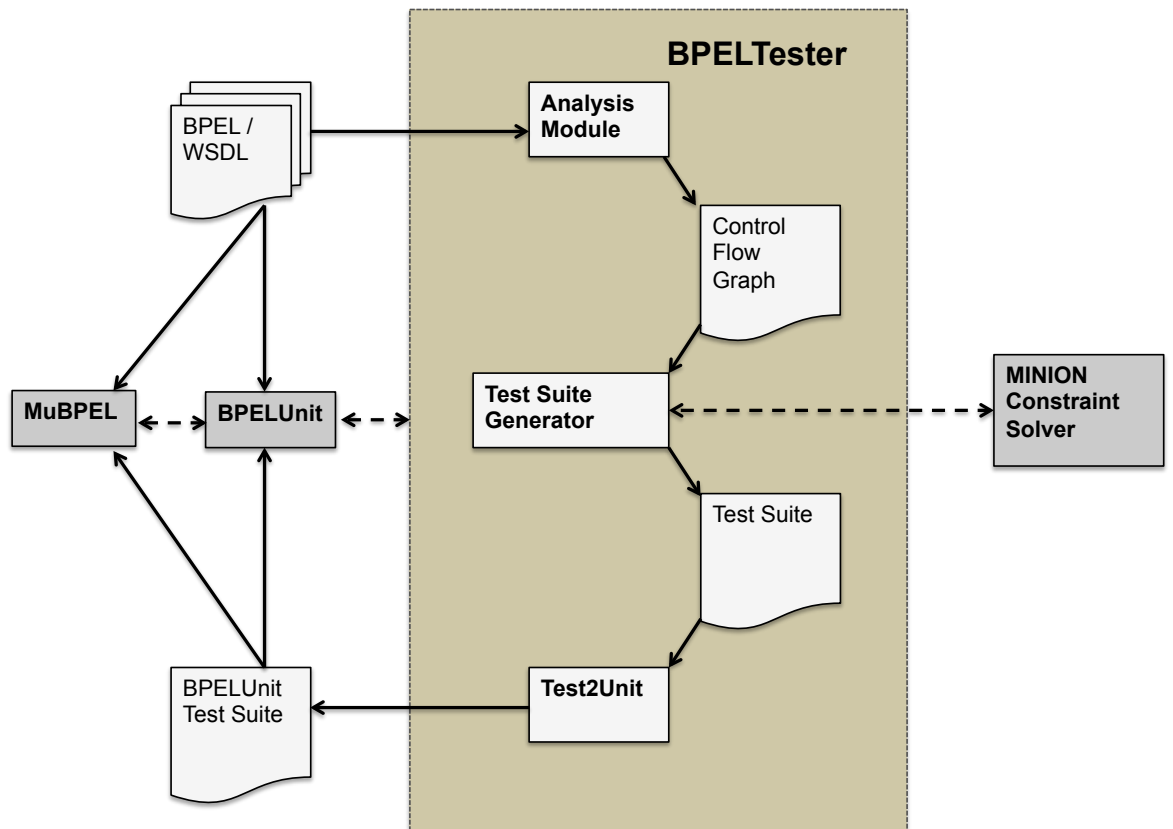 BPELTester
BPEL /
WSDL
Analysis
Module
Control
Flow
Graph
MuBPEL
BPELUnit
Test Suite
Generator
MINION
Constraint
Solver
Test Suite
BPELUnit
Test Suite
Test2Unit